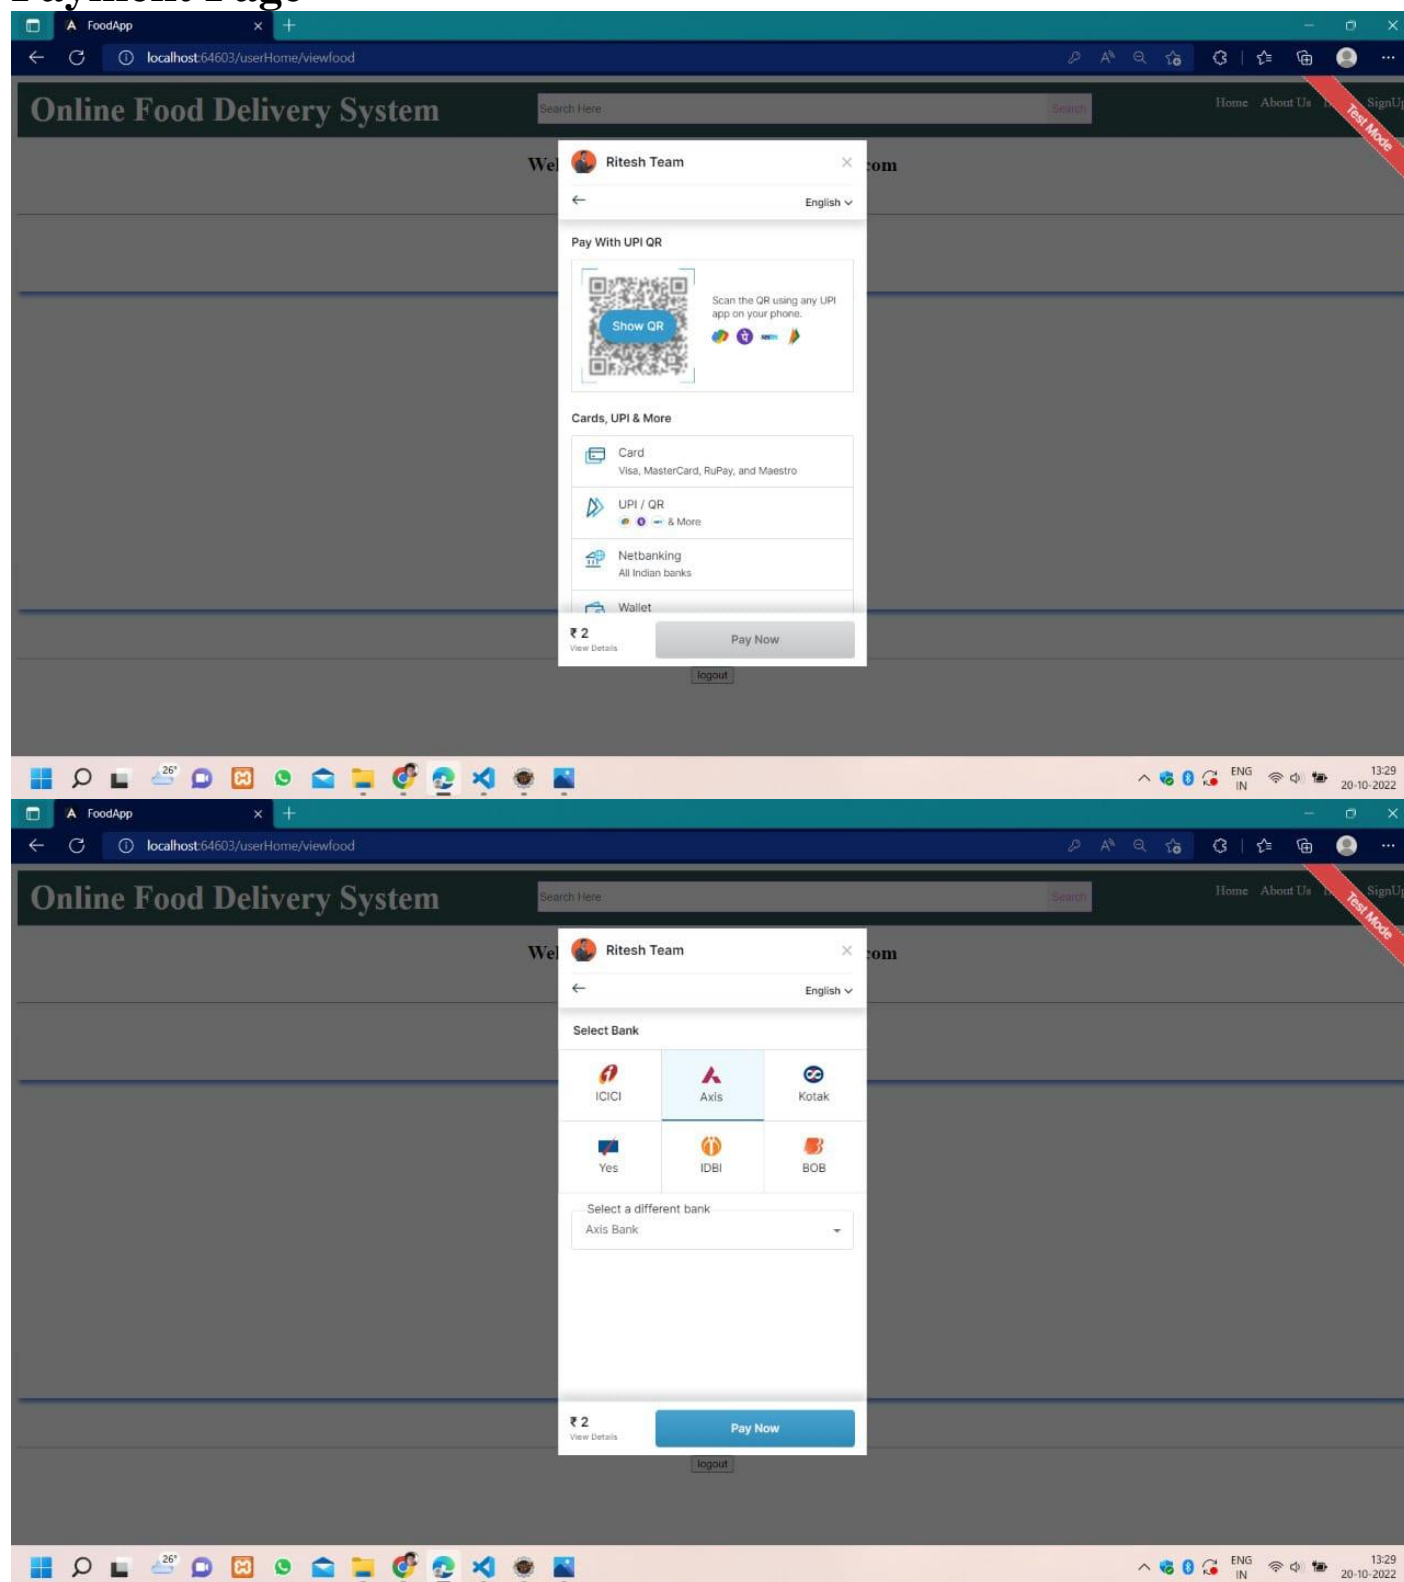 Payment Page
FoodApp
localhost:64603/userHome/viewfood
Online Food Delivery System
Search Here
Search
Home About Us
SignUp
Test Mode
Wel
com
Ritesh Team
English
Pay With UPI QR
Show QR
Scan the QR using any UPI
app on your phone.
Cards, UPI & More
Card
Visa, MasterCard, RuPay, and Maestro
UPI / QR
& More
Netbanking
All Indian banks
Wallet
₹ 2
View Details
Pay Now
logout
26°
ENG
IN
13:29
20-10-2022
FoodApp
localhost:64603/userHome/viewfood
Online Food Delivery System
Search Here
Search
Home About Us
SignUp
Test Mode
Wel
com
Ritesh Team
English
Select Bank
ICICI
Axis
Kotak
Yes
IDBI
BOB
Select a different bank
Axis Bank
₹ 2
View Details
Pay Now
logout
26°
ENG
IN
13:29
20-10-2022